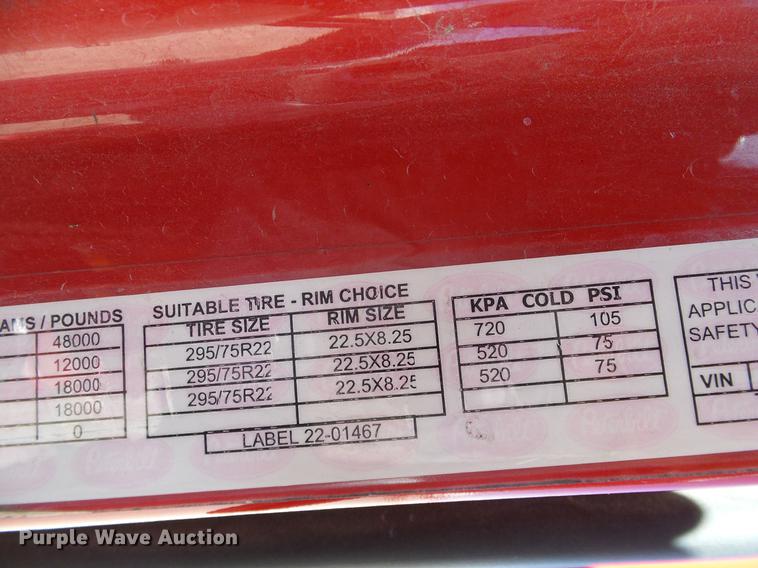 AMS / POUNDS
48000
12000
18000
18000
0
SUITABLE TIRE - RIM CHOICE
TIRE SIZE RIM SIZE
295/75R22 22.5X8.25
295/75R22 22.5X8.25
295/75R22 22.5X8.25
LABEL 22-01467
KPA COLD PSI
720 105
520 75
520 75
THIS
APPLIC
SAFETY
VIN
Peterbilt
Purple Wave Auction